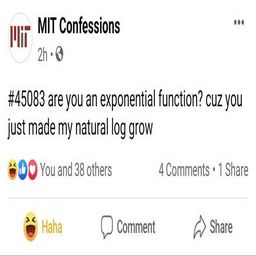 MIT
MIT Confessions
2h •
#45083 are you an exponential function? cuz you
just made my natural log grow
You and 38 others
4 Comments • 1 Share
Haha
Comment
Share